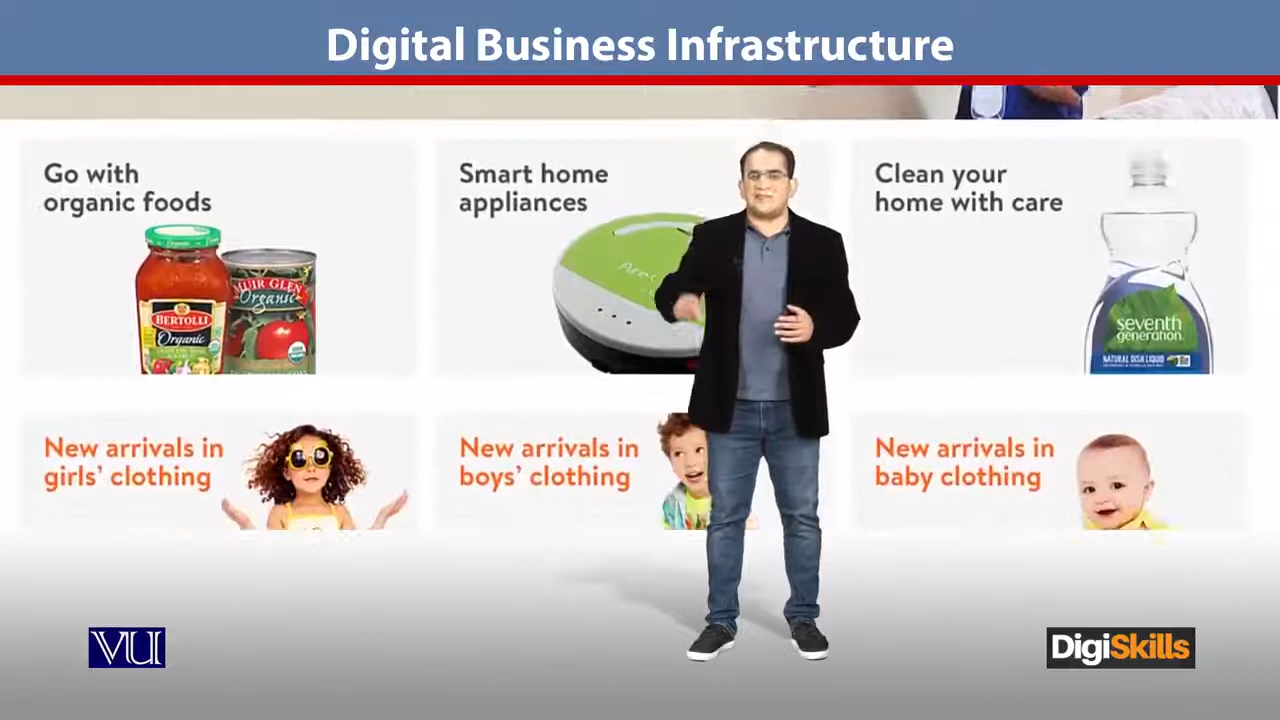 Digital Business Infrastructure
Go with
organic foods
Smart home
appliances
Clean your
home with care
Organic
BERTOLLI
Organic
MUIR GLEN
Organic
seventh
generation
NATURAL DISH LIQUID
New arrivals in
girls' clothing
New arrivals in
boys' clothing
New arrivals in
baby clothing
VU
DigiSkills